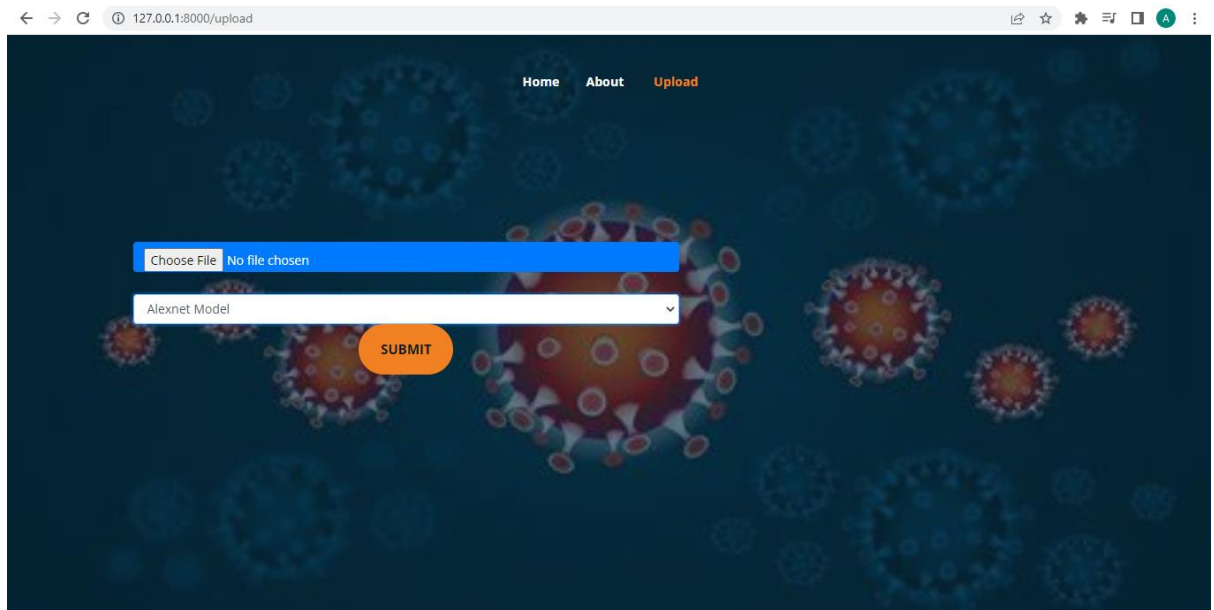 127.0.0.1:8000/upload
A
Home About Upload
Choose File No file chosen
Alexnet Model
SUBMIT